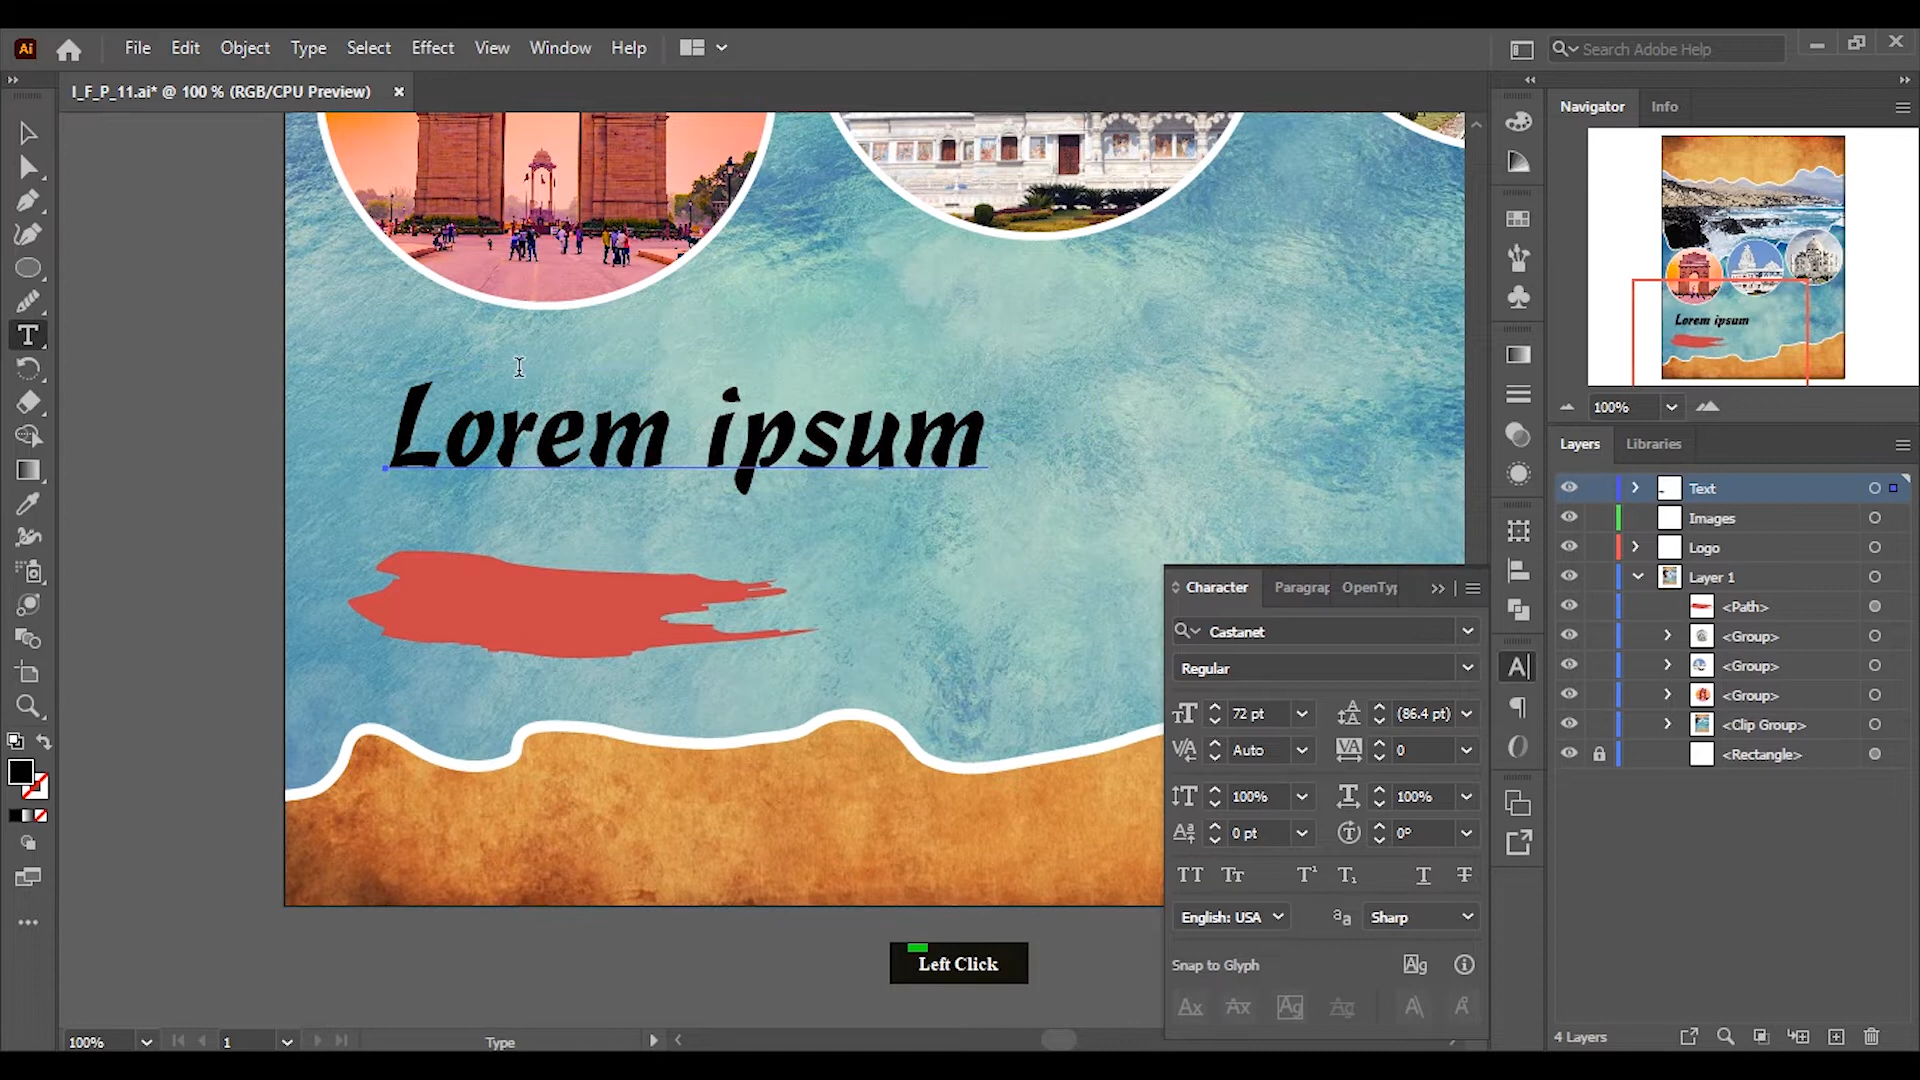 Ai File Edit Object Type Select Effect View Window Help Search Adobe Help
I_F_P_11.ai* @ 100 % (RGB/CPU Preview)
Navigator Info
Lorem ipsum
100%
Lorem ipsum
Layers Libraries
Text
Images
Logo
Layer 1
<Path>
<Group>
<Group>
<Group>
<Clip Group>
<Rectangle>
Character Paragrap OpenTyp
Castanet
Regular
72 pt (86.4 pt)
Auto 0
100% 100%
0 pt 0°
English: USA Sharp
Snap to Glyph
Left Click
100% 1 Type
4 Layers